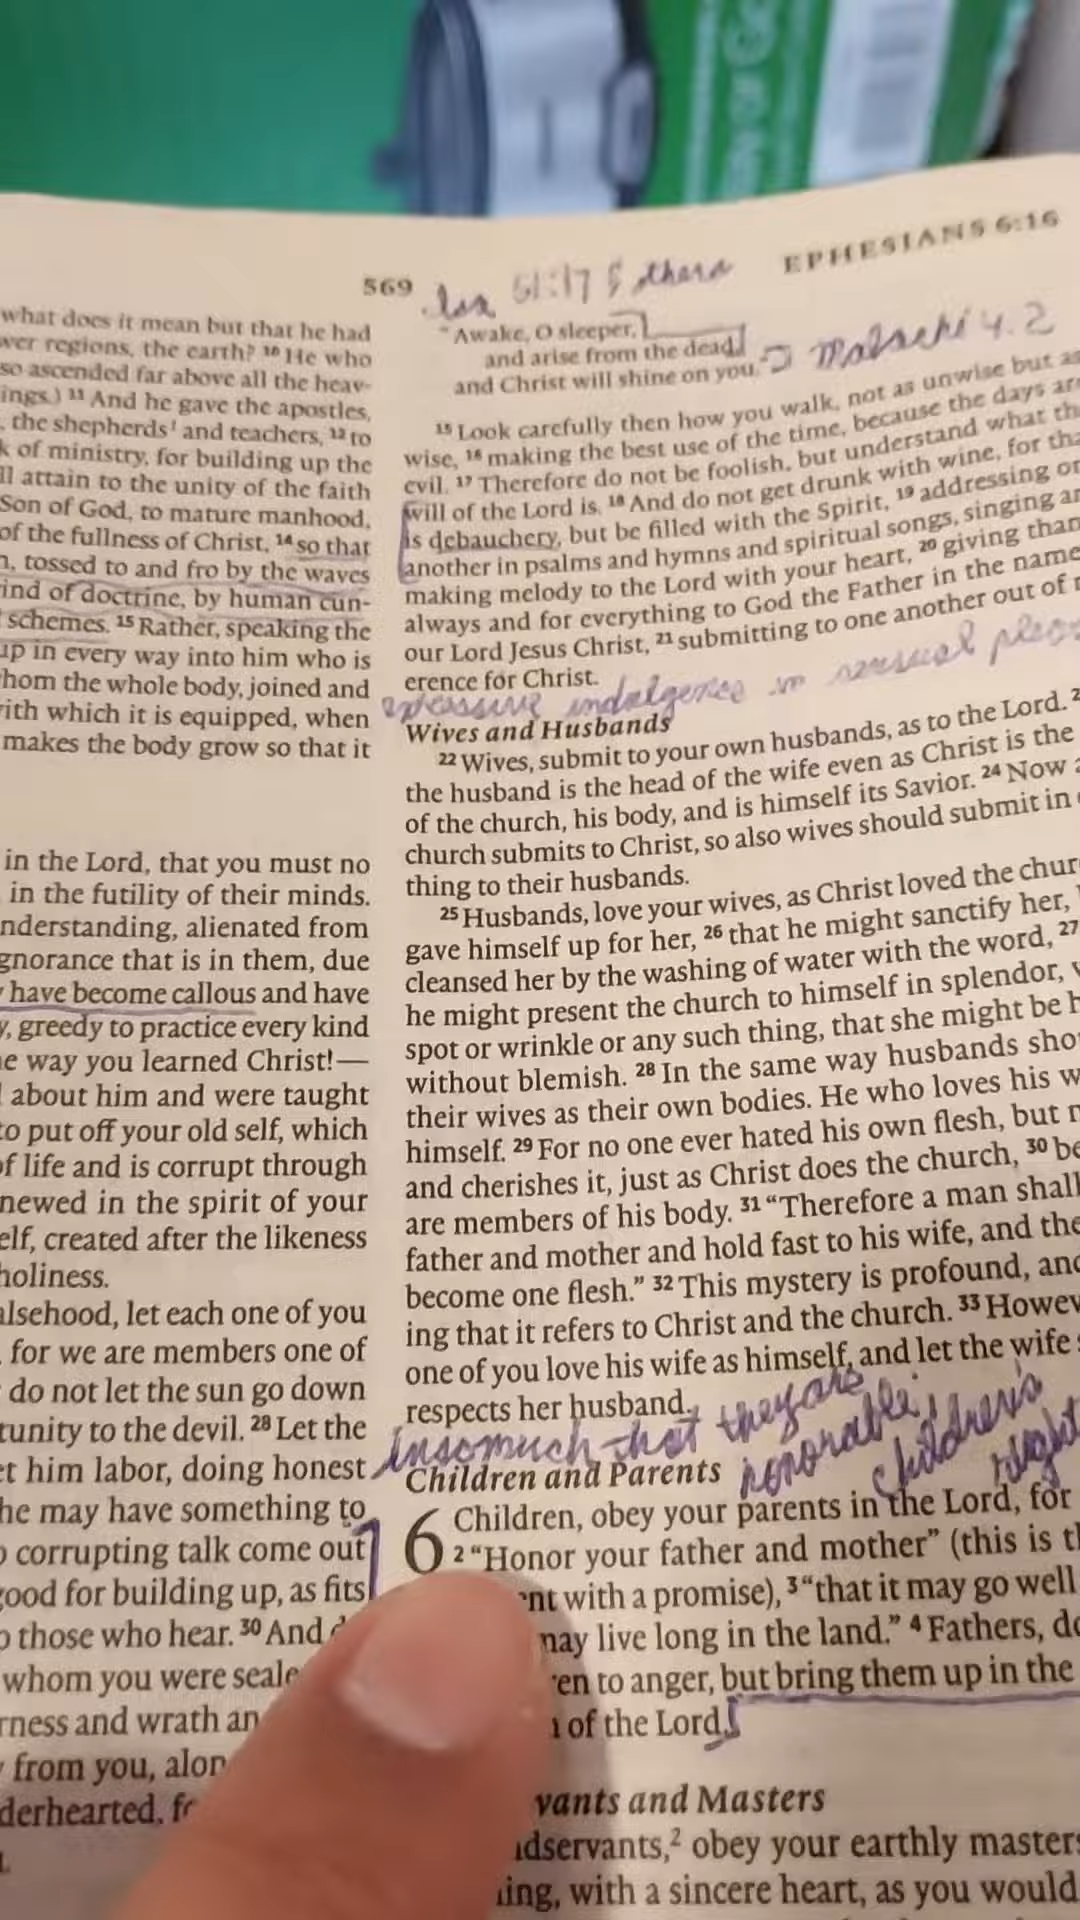 569
EPHESIANS 6:16
what does it mean but that he had
wer regions, the earth? 10 He who
so ascended far above all the heav-
ings.) 11 And he gave the apostles,
, the shepherds¹ and teachers, 12 to
k of ministry, for building up the
ll attain to the unity of the faith
Son of God, to mature manhood,
of the fullness of Christ, 14 so that
n, tossed to and fro by the waves
ind of doctrine, by human cun-
schemes. 15 Rather, speaking the
up in every way into him who is
hom the whole body, joined and
ith which it is equipped, when
makes the body grow so that it
in the Lord, that you must no
in the futility of their minds.
nderstanding, alienated from
gnorance that is in them, due
have become callous and have
y, greedy to practice every kind
e way you learned Christ!—
about him and were taught
to put off your old self, which
of life and is corrupt through
newed in the spirit of your
elf, created after the likeness
holiness.
alsehood, let each one of you
for we are members one of
do not let the sun go down
tunity to the devil. 28 Let the
et him labor, doing honest
he may have something to
o corrupting talk come out
good for building up, as fits
o those who hear. 30 And
whom you were seale
rness and wrath an
from you, alon
derhearted, fo
Isa 51:17 & others
"Awake, O sleeper,
and arise from the dead,
and Christ will shine on you."
Malachi 4.2
15 Look carefully then how you walk, not as unwise but as
wise, 16 making the best use of the time, because the days are
evil. 17 Therefore do not be foolish, but understand what the
will of the Lord is. 18 And do not get drunk with wine, for tha
is debauchery, but be filled with the Spirit, 19 addressing on
another in psalms and hymns and spiritual songs, singing an
making melody to the Lord with your heart, 20 giving than
always and for everything to God the Father in the name
our Lord Jesus Christ, 21 submitting to one another out of r
erence for Christ.
excessive indulgence in sensual pleas
Wives and Husbands
22 Wives, submit to your own husbands, as to the Lord. 2
the husband is the head of the wife even as Christ is the
of the church, his body, and is himself its Savior. 24 Now a
church submits to Christ, so also wives should submit in
thing to their husbands.
25 Husbands, love your wives, as Christ loved the chur
gave himself up for her, 26 that he might sanctify her, h
cleansed her by the washing of water with the word, 27
he might present the church to himself in splendor, w
spot or wrinkle or any such thing, that she might be h
without blemish. 28 In the same way husbands shou
their wives as their own bodies. He who loves his w
himself. 29 For no one ever hated his own flesh, but n
and cherishes it, just as Christ does the church, 30 be
are members of his body. 31 "Therefore a man shall
father and mother and hold fast to his wife, and the
become one flesh." 32 This mystery is profound, and
ing that it refers to Christ and the church. 33 Howev
one of you love his wife as himself, and let the wife s
respects her husband.
insomuch that they are
honorable, children's
right
Children and Parents
6 Children, obey your parents in the Lord, for
2 "Honor your father and mother" (this is th
nt with a promise), 3 "that it may go well
may live long in the land." 4 Fathers, do
en to anger, but bring them up in the
of the Lord.
vants and Masters
dservants,² obey your earthly masters
ing, with a sincere heart, as you would